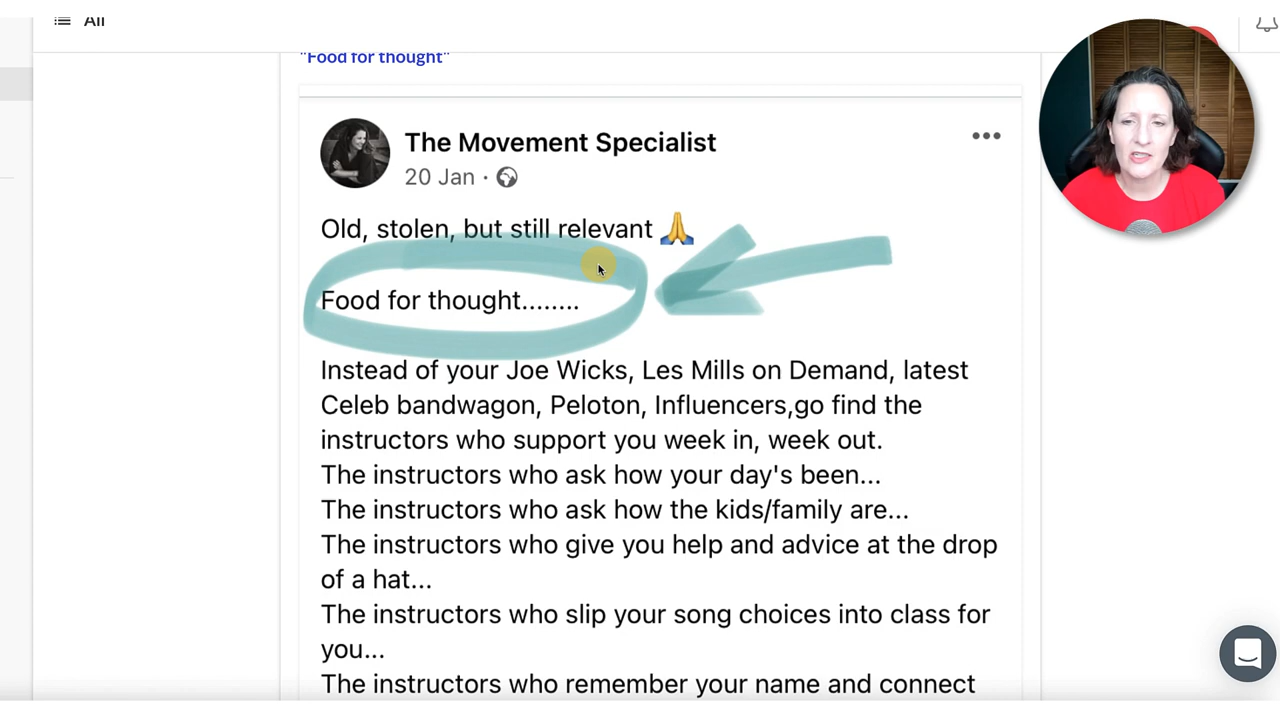 All
"Food for thought"
The Movement Specialist
20 Jan ·
Old, stolen, but still relevant 🙏
Food for thought........
Instead of your Joe Wicks, Les Mills on Demand, latest
Celeb bandwagon, Peloton, Influencers,go find the
instructors who support you week in, week out.
The instructors who ask how your day's been...
The instructors who ask how the kids/family are...
The instructors who give you help and advice at the drop
of a hat...
The instructors who slip your song choices into class for
you...
The instructors who remember your name and connect